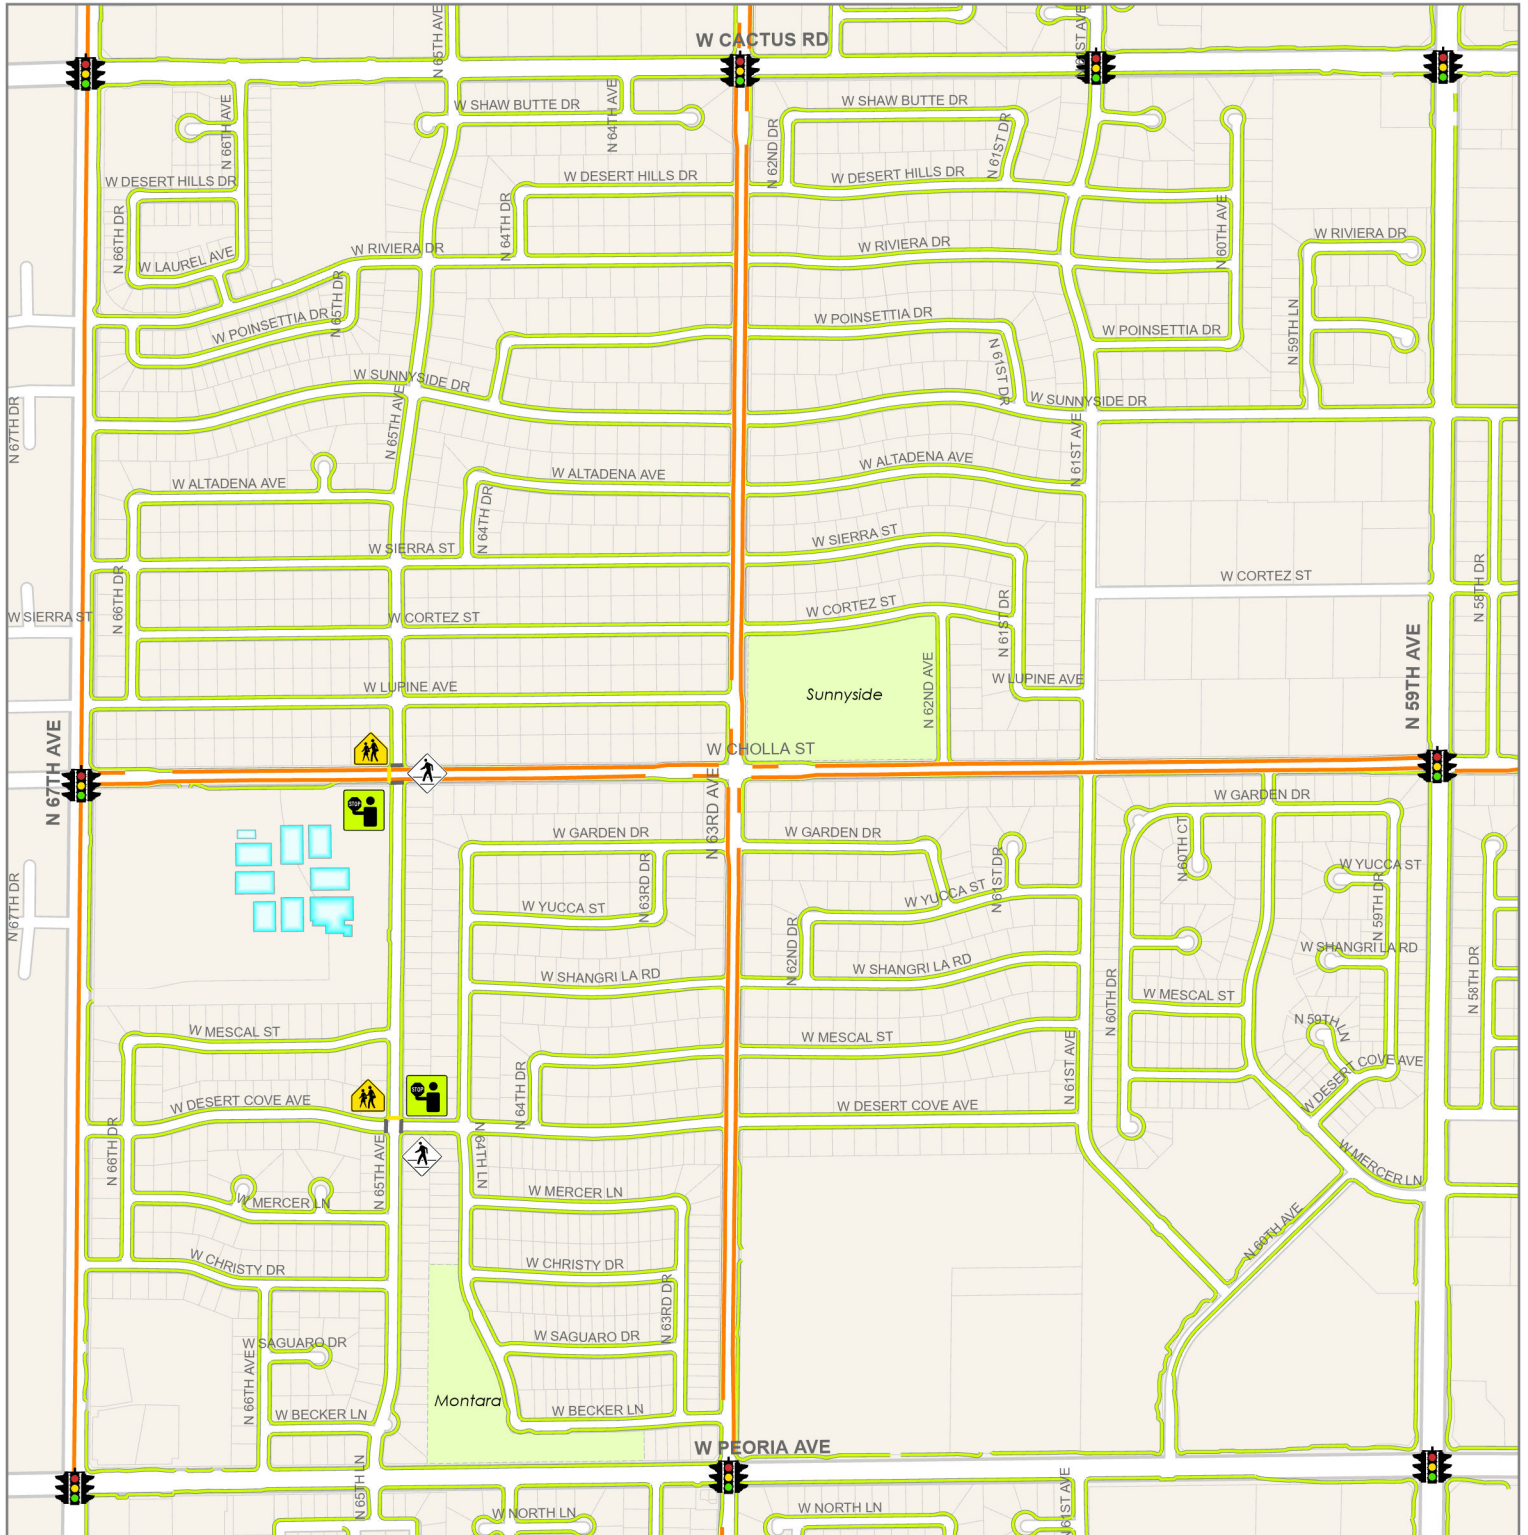 W CACTUS RD
N 65TH AVE
61ST AVE
W SHAW BUTTE DR
N 64TH AVE
N 66TH AVE
W SHAW BUTTE DR
N 62ND DR
N 61ST DR
W DESERT HILLS DR
W DESERT HILLS DR
W DESERT HILLS DR
N 66TH DR
N 64TH DR
N 60TH AVE
W LAUREL AVE
W RIVIERA DR
W RIVIERA DR
W RIVIERA DR
N 65TH DR
W POINSETTIA DR
W POINSETTIA DR
W POINSETTIA DR
N 59TH LN
N 61ST DR
W SUNNYSIDE DR
W SUNNYSIDE DR
N 67TH DR
N 65TH AVE
N 61ST AVE
W ALTADENA AVE
W ALTADENA AVE
W ALTADENA AVE
N 64TH DR
W SIERRA ST
W SIERRA ST
W CORTEZ ST
N 66TH DR
N 58TH DR
W SIERRA ST
W CORTEZ ST
W CORTEZ ST
N 61ST DR
W LUPINE AVE
Sunnyside
N 62ND AVE
W LUPINE AVE
N 59TH AVE
N 67TH AVE
W CHOLLA ST
N 63RD AVE
STOP
W GARDEN DR
W GARDEN DR
W GARDEN DR
N 60TH CT
N 61ST DR
W YUCCA ST
N 63RD DR
W YUCCA ST
W YUCCA ST
N 59TH DR
N 67TH DR
N 62ND DR
W SHANGRI LA RD
W SHANGRI LA RD
W SHANGRI LA RD
N 58TH DR
N 60TH DR
W MESCAL ST
W MESCAL ST
W MESCAL ST
N 59TH LN
N 61ST AVE
N 64TH DR
STOP
W DESERT COVE AVE
W DESERT COVE AVE
W DESERT COVE AVE
N 66TH DR
N 65TH AVE
N 64TH LN
W MERCER LN
W MERCER LN
W MERCER LN
N 60TH AVE
W CHRISTY DR
W CHRISTY DR
N 63RD DR
W SAGUARO DR
W SAGUARO DR
N 66TH AVE
Montara
W BECKER LN
W BECKER LN
W PEORIA AVE
N 65TH LN
N 61ST AVE
W NORTH LN
W NORTH LN